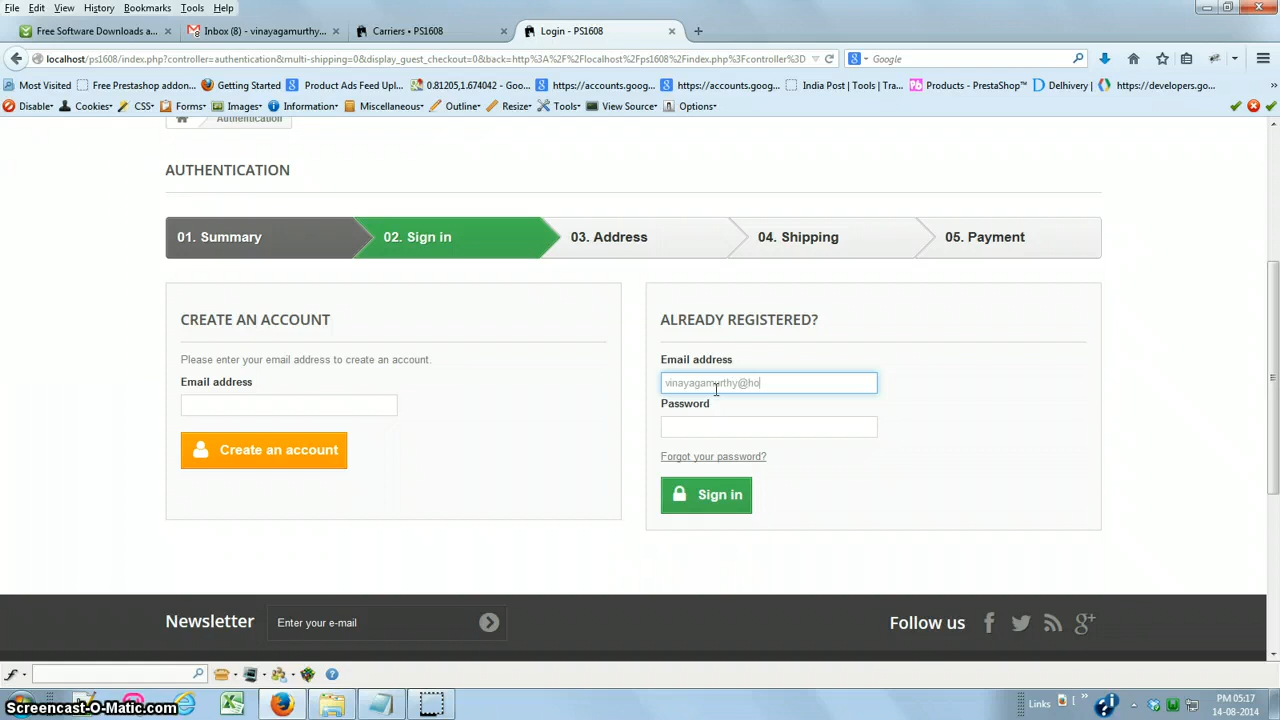 File Edit View History Bookmarks Tools Help
Free Software Downloads a... Inbox (8) - vinayagamurthy... Carriers • PS1608 Login - PS1608
localhost/ps1608/index.php?controller=authentication&multi-shipping=0&display_guest_checkout=0&back=http%3A%2F%2Flocalhost%2Fps1608%2Findex.php%3Fcontroller%3D Google
Most Visited Free Prestashop addon... Getting Started Product Ads Feed Upl... 0.81205,1.674042 - Goo... https://accounts.goog... https://accounts.goog... India Post | Tools | Tra... Products - PrestaShop™ Delhivery | https://developers.go...
Disable Cookies CSS Forms Images Information Miscellaneous Outline Resize Tools View Source Options
Authentication
AUTHENTICATION
01. Summary 02. Sign in 03. Address 04. Shipping 05. Payment
CREATE AN ACCOUNT
Please enter your email address to create an account.
Email address
Create an account
ALREADY REGISTERED?
Email address
vinayagamurthy@ho
Password
Forgot your password?
Sign in
Newsletter Enter your e-mail Follow us
Links
PM 05:17
14-08-2014
Screencast-O-Matic.com